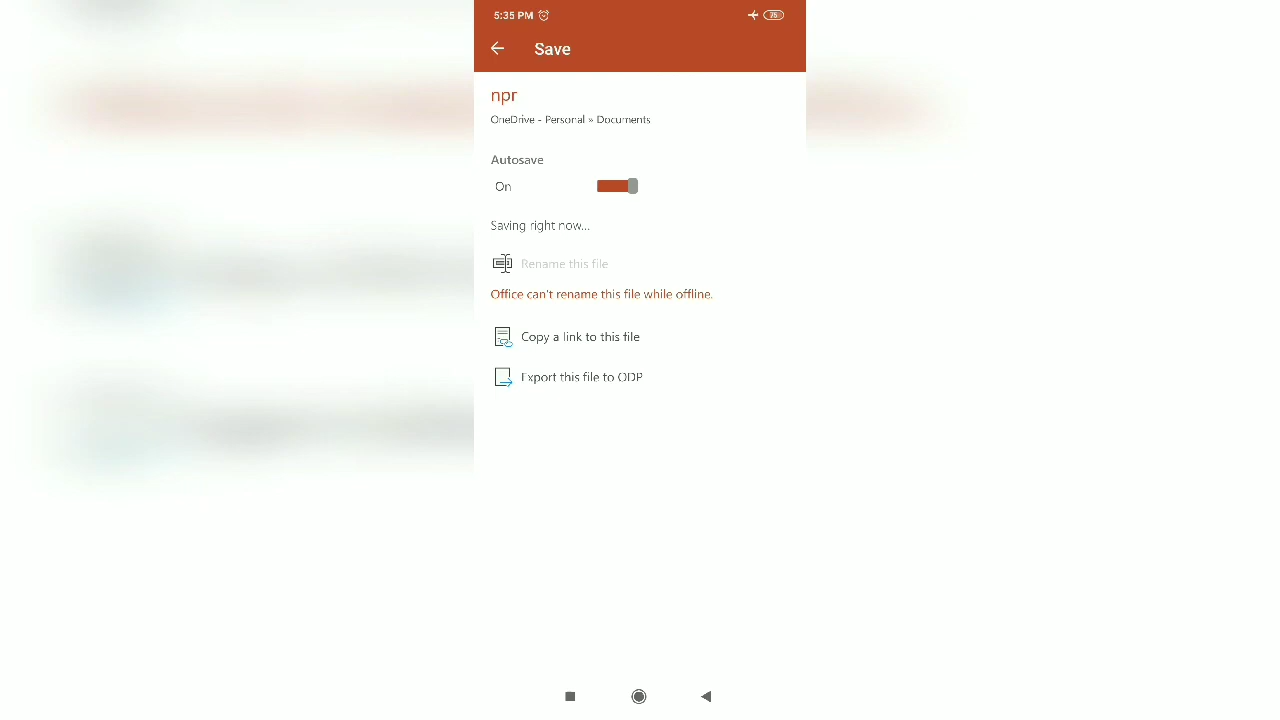 5:35 PM
75
Save
npr
OneDrive - Personal » Documents
Autosave
On
Saving right now...
Rename this file
Office can't rename this file while offline.
Copy a link to this file
Export this file to ODP